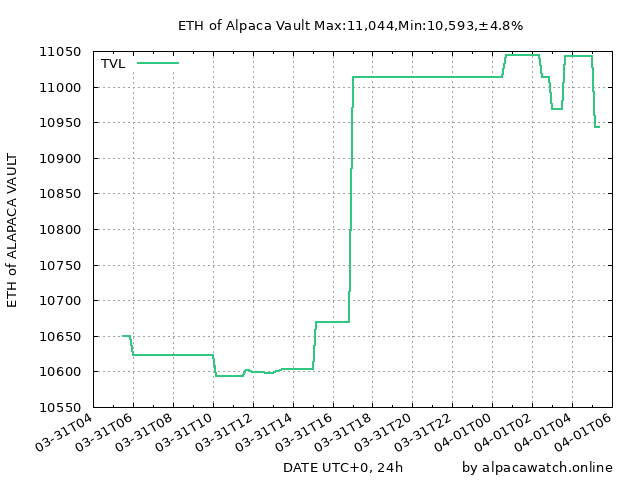 ETH of Alpaca Vault Max:11,044,Min:10,593,±4.8%
TVL
11050
11000
10950
10900
10850
10800
10750
10700
10650
10600
10550
ETH of ALAPACA VAULT
03-31T04
03-31T06
03-31T08
03-31T10
03-31T12
03-31T14
03-31T16
03-31T18
03-31T20
03-31T22
04-01T00
04-01T02
04-01T04
04-01T06
DATE UTC+0, 24h
by alpacawatch.online